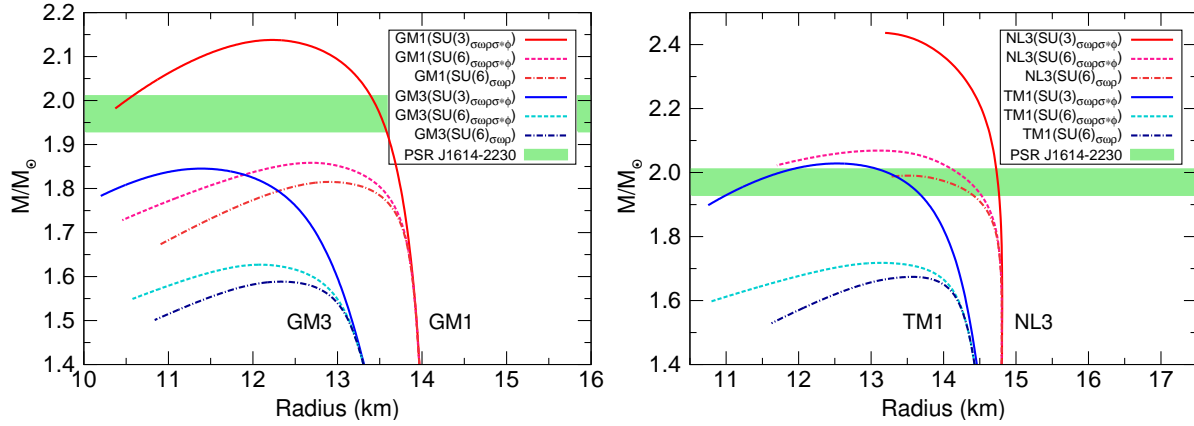 2.2
2.1
2.0
1.9
1.8
1.7
1.6
1.5
1.4
M/M⊙
10 11 12 13 14 15 16
Radius (km)
GM1(SU(3)σωρσ*ϕ)
GM1(SU(6)σωρσ*ϕ)
GM1(SU(6)σωρ)
GM3(SU(3)σωρσ*ϕ)
GM3(SU(6)σωρσ*ϕ)
GM3(SU(6)σωρ)
PSR J1614-2230
GM3 GM1
2.4
2.2
2.0
1.8
1.6
1.4
M/M⊙
11 12 13 14 15 16 17
Radius (km)
NL3(SU(3)σωρσ*ϕ)
NL3(SU(6)σωρσ*ϕ)
NL3(SU(6)σωρ)
TM1(SU(3)σωρσ*ϕ)
TM1(SU(6)σωρσ*ϕ)
TM1(SU(6)σωρ)
PSR J1614-2230
TM1 NL3